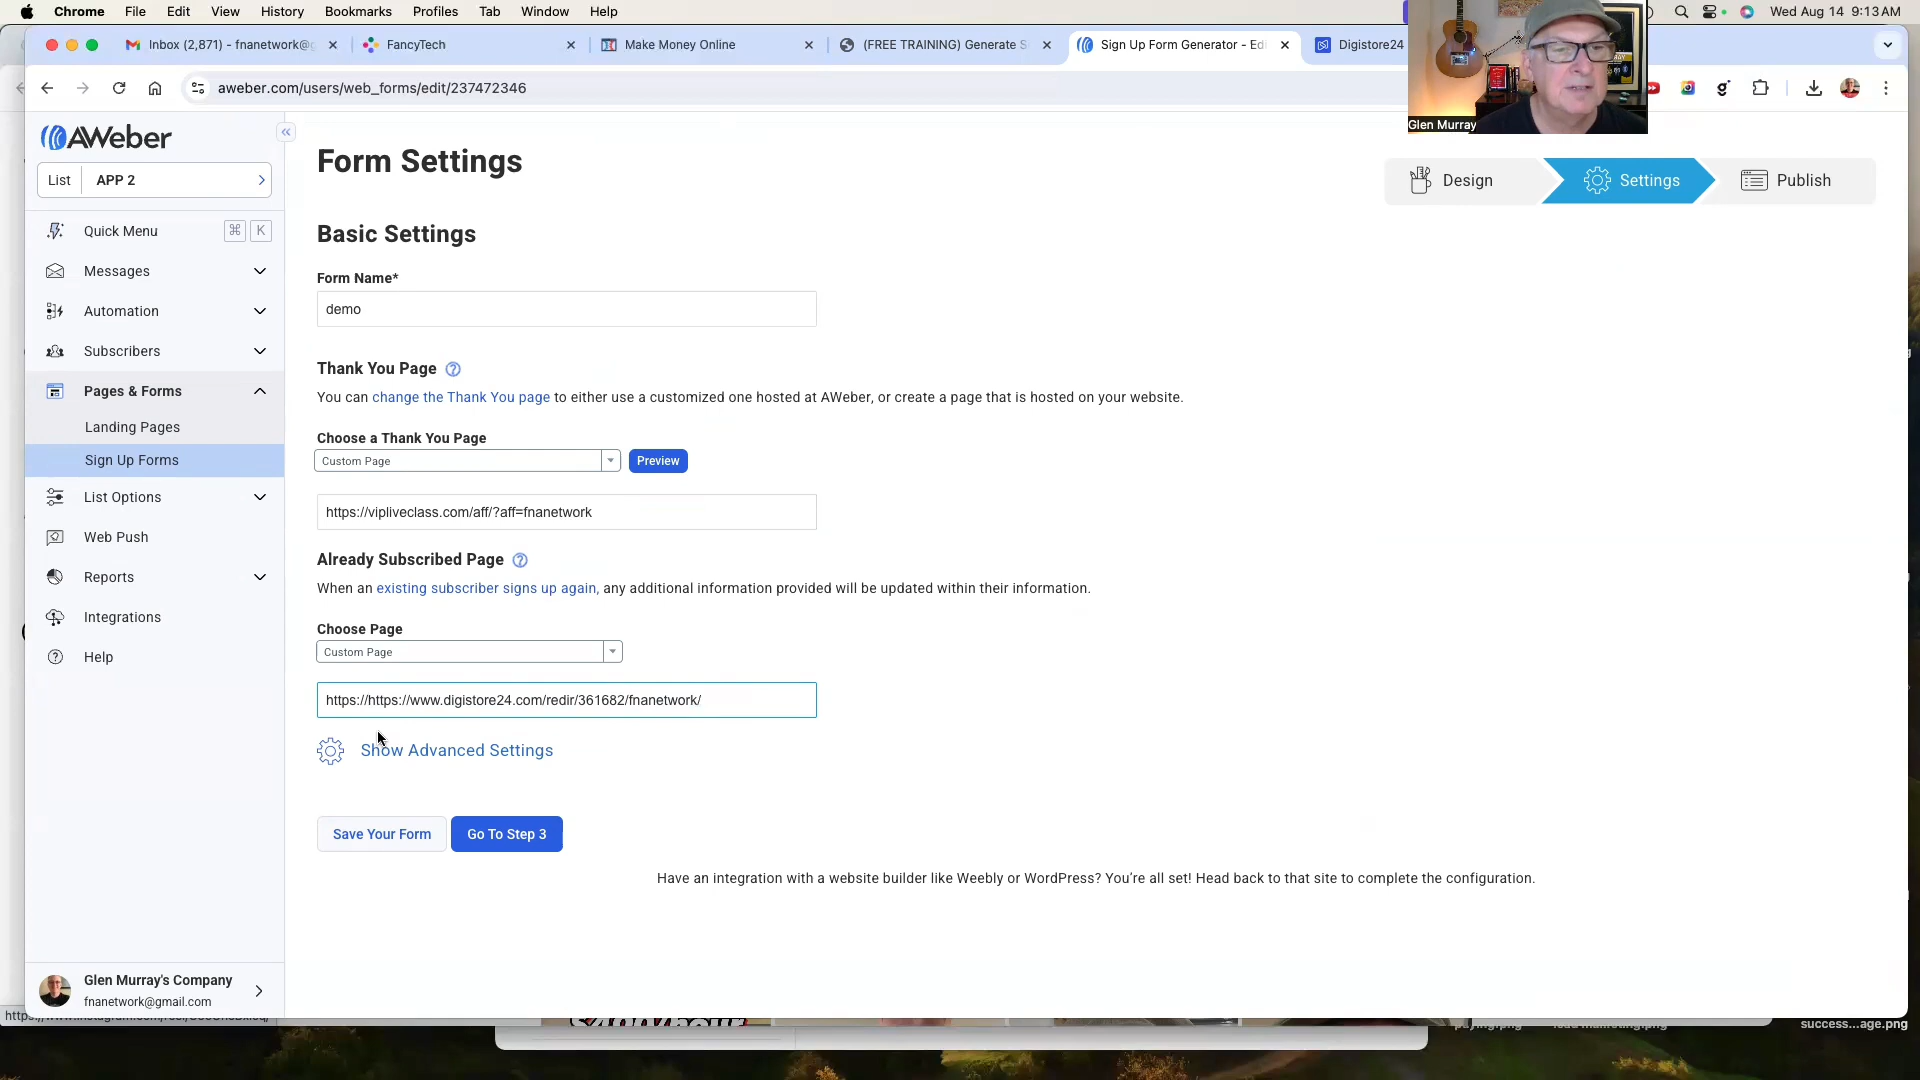 Chrome File Edit View History Bookmarks Profiles Tab Window Help Wed Aug 14 9:13 AM
Inbox (2,871) - fnanetwork@g FancyTech Make Money Online (FREE TRAINING) Generate S Sign Up Form Generator - Edi Digistore24
aweber.com/users/web_forms/edit/237472346
Glen Murray
AWeber
List APP 2
Quick Menu ⌘ K
Messages
Automation
Subscribers
Pages & Forms
Landing Pages
Sign Up Forms
List Options
Web Push
Reports
Integrations
Help
Glen Murray's Company
fnanetwork@gmail.com
Form Settings
Design Settings Publish
Basic Settings
Form Name*
demo
Thank You Page
You can change the Thank You page to either use a customized one hosted at AWeber, or create a page that is hosted on your website.
Choose a Thank You Page
Custom Page Preview
https://vipliveclass.com/aff/?aff=fnanetwork
Already Subscribed Page
When an existing subscriber signs up again, any additional information provided will be updated within their information.
Choose Page
Custom Page
https://https://www.digistore24.com/redir/361682/fnanetwork/
Show Advanced Settings
Save Your Form Go To Step 3
Have an integration with a website builder like Weebly or WordPress? You're all set! Head back to that site to complete the configuration.
success...age.png